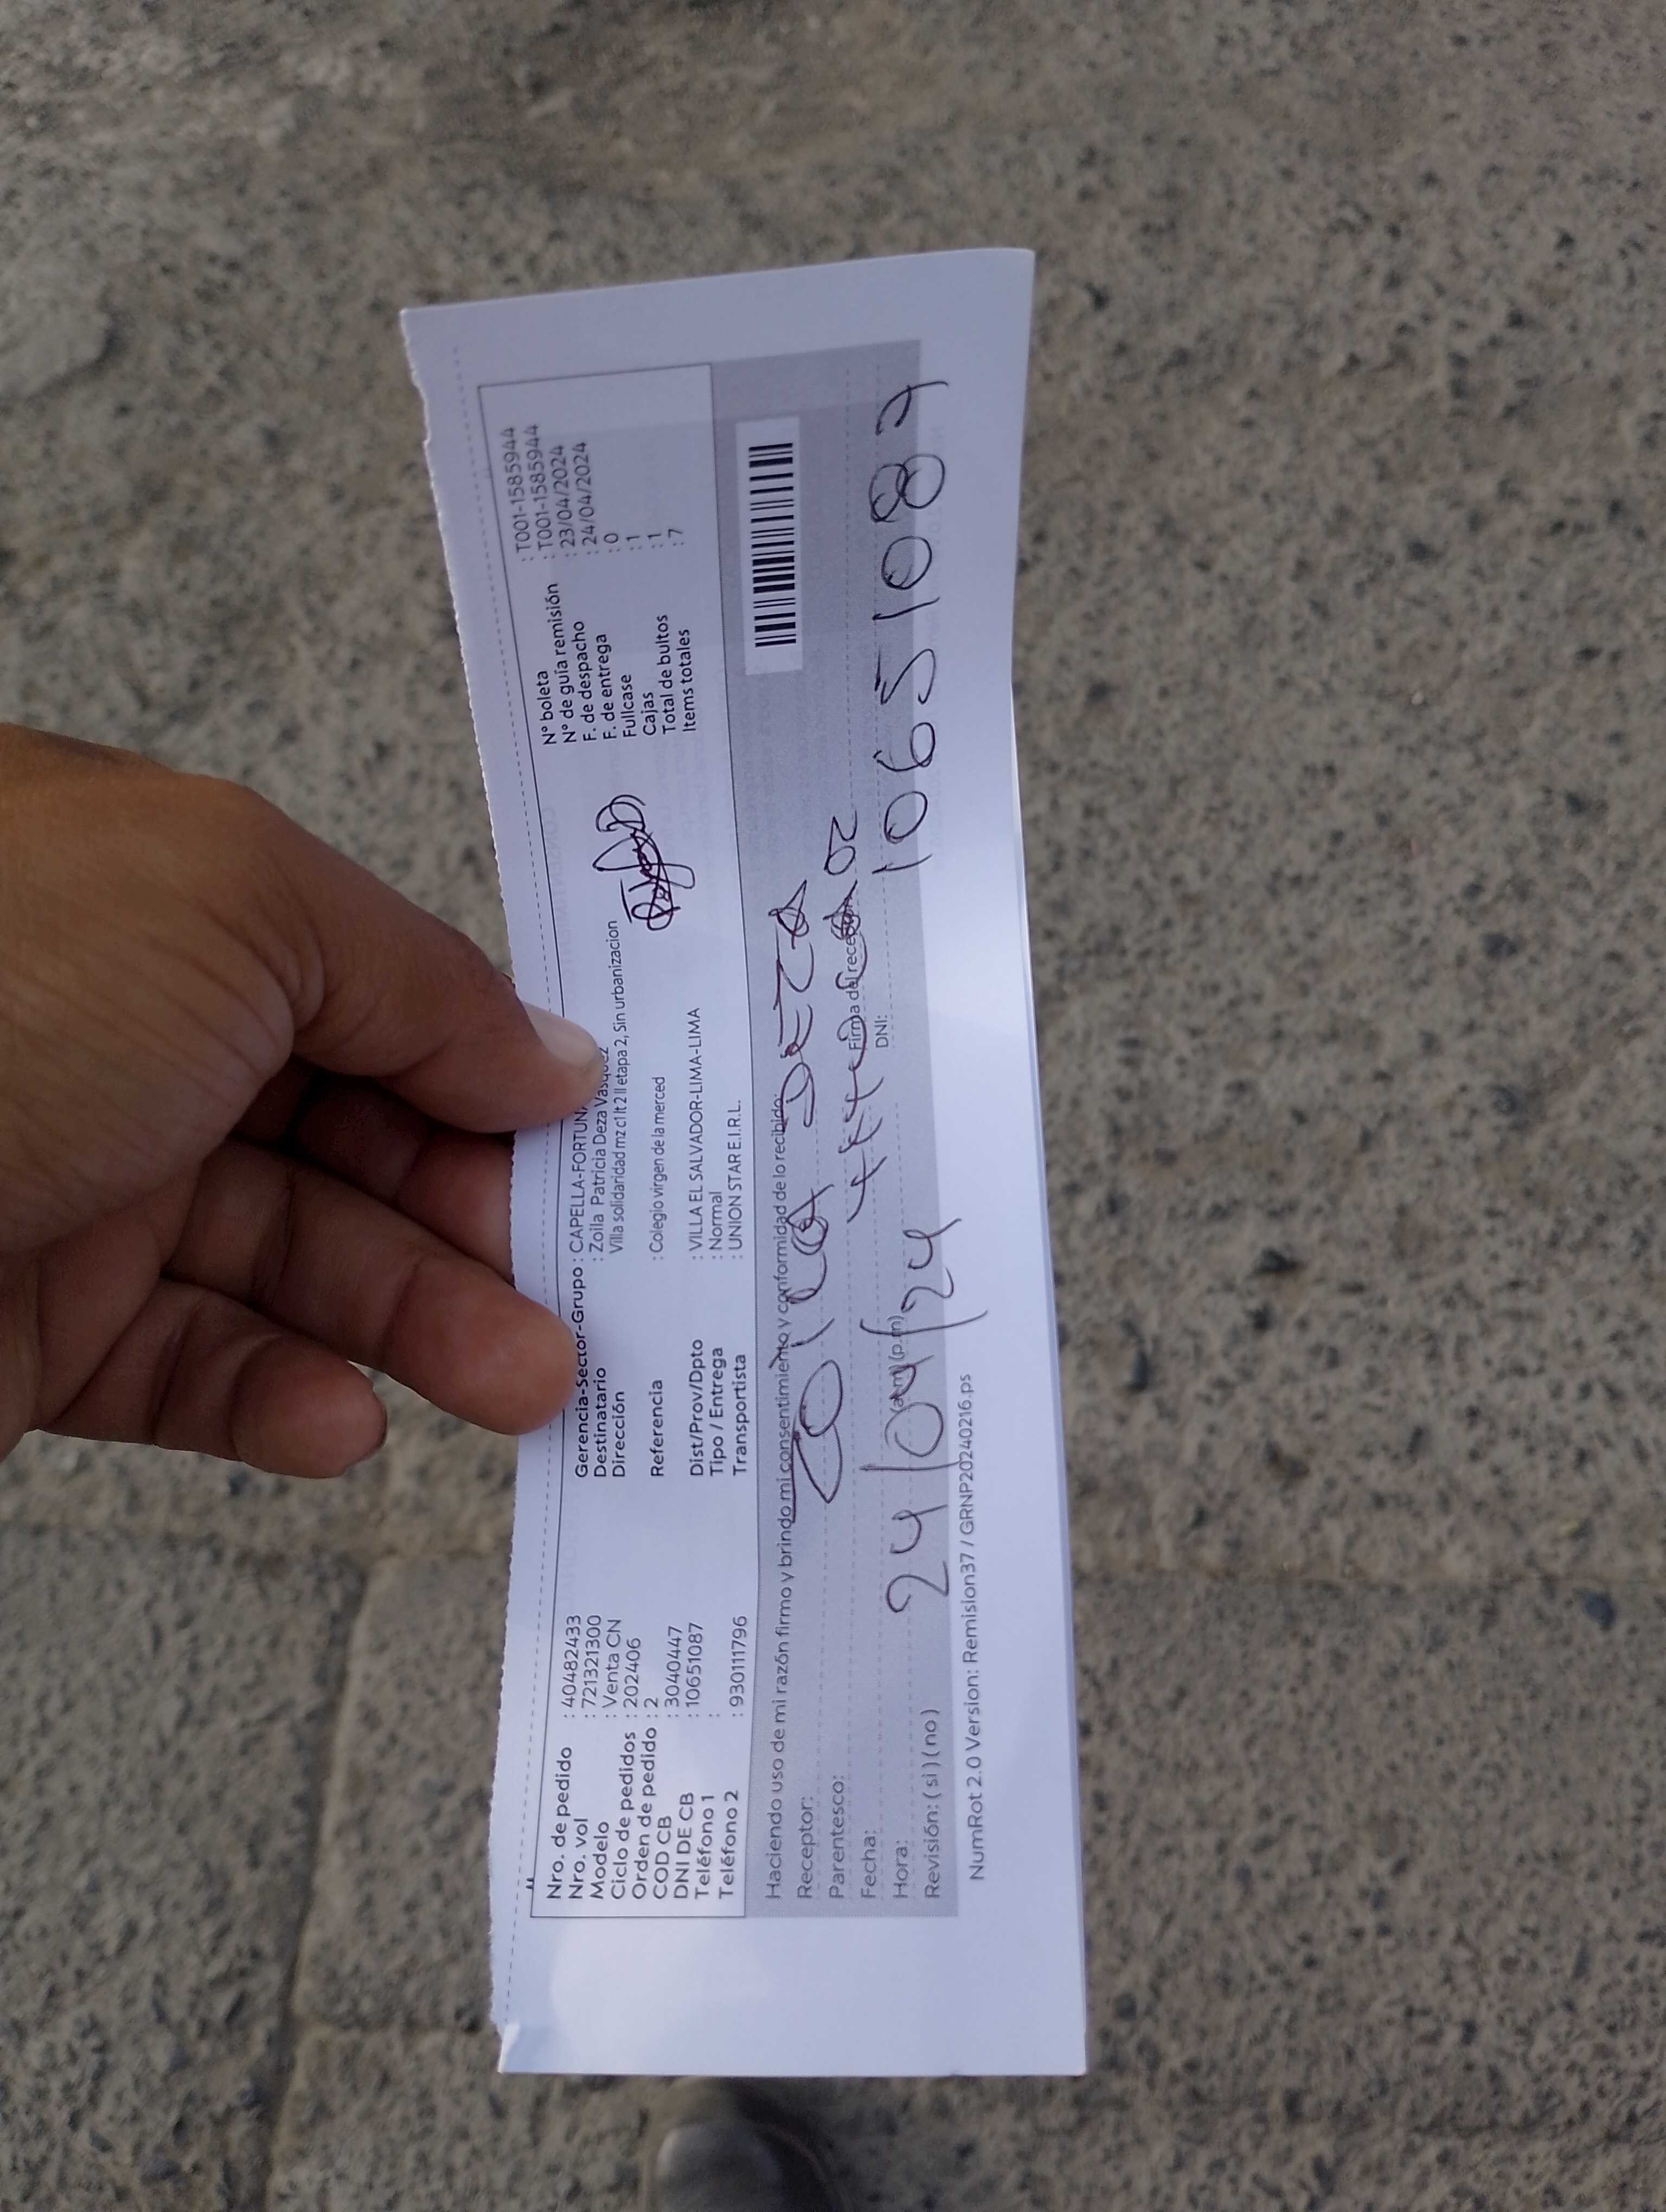 Nro. de pedido : 40482433
Nro. vol : 721321300
Modelo : Venta CN
Ciclo de pedidos : 202406
Orden de pedido : 2
COD CB : 3040447
DNI DE CB : 10651087
Teléfono 1 :
Teléfono 2 : 930111796
Gerencia-Sector-Grupo : CAPELLA-FORTUNA
Destinatario : Zoila Patricia Deza Vasquez
Dirección Villa solidaridad mz c1 lt 2 II etapa 2, Sin urbanizacion
Referencia : Colegio virgen de la merced
Dist/Prov/Dpto : VILLA EL SALVADOR-LIMA-LIMA
Tipo / Entrega : Normal
Transportista : UNION STAR E.I.R.L.
N° boleta : T001-1585944
N° de guía remisión : T001-1585944
F. de despacho : 23/04/2024
F. de entrega : 24/04/2024
Fullcase : 0
Cajas : 1
Total de bultos : 1
Items totales : 7
Haciendo uso de mi razón firmo y brindo mi consentimiento y conformidad de lo recibido:
Receptor: Zoila Deza
Parentesco:
Firma del receptor
Fecha: 24/04/24
DNI: 10651087
Hora: (am) (p.m)
Revisión: ( si ) ( no )
NumRot 2.0 Version: Remision37 / GRNP20240216.ps